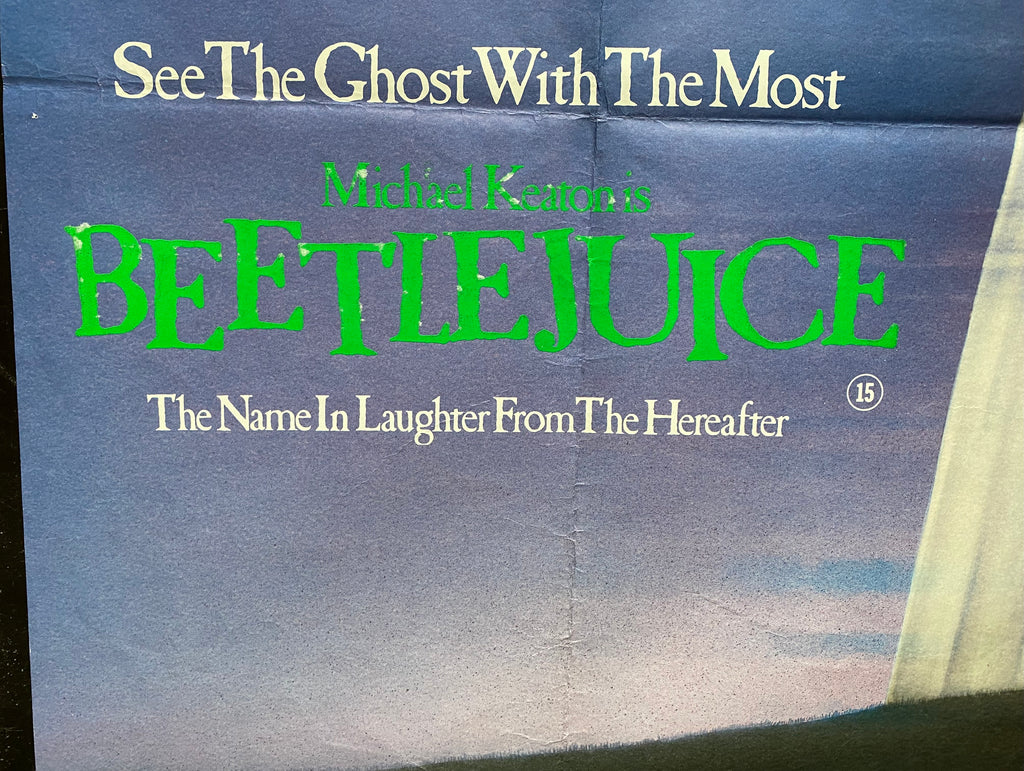 See The Ghost With The Most
Michael Keaton is
BEETLEJUICE
15
The Name In Laughter From The Hereafter